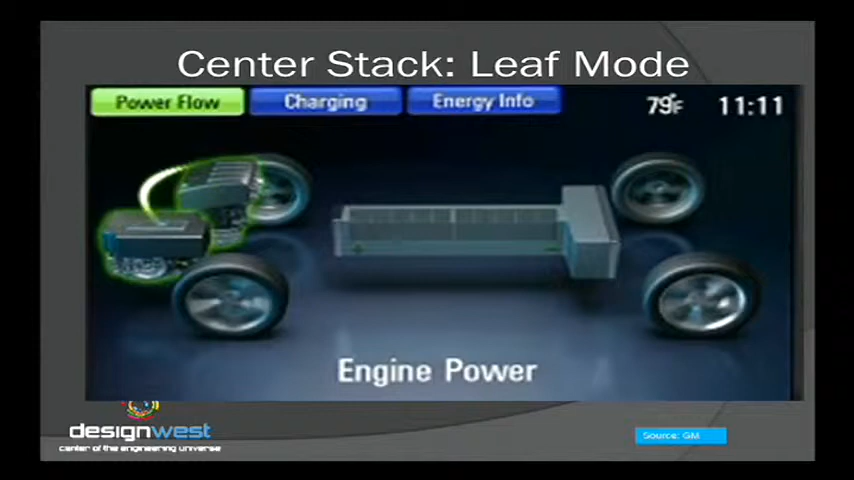 Center Stack: Leaf Mode
Power Flow
Charging
Energy Info
79°F
11:11
Engine Power
designwest
center of the engineering universe
Source: GM